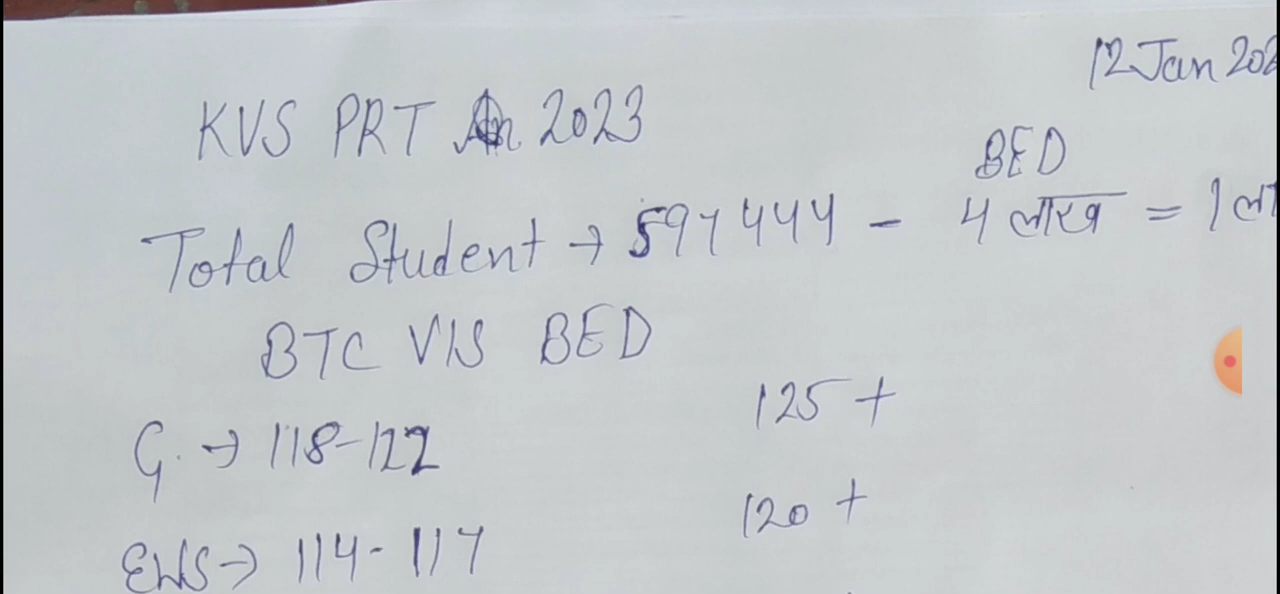 12 Jan 202
KVS PRT 2023
BED
Total Student → 597444 - 4 लाख = 1 ला
BTC V/S BED
G. → 118-122 125+
EWS → 114-117 120+